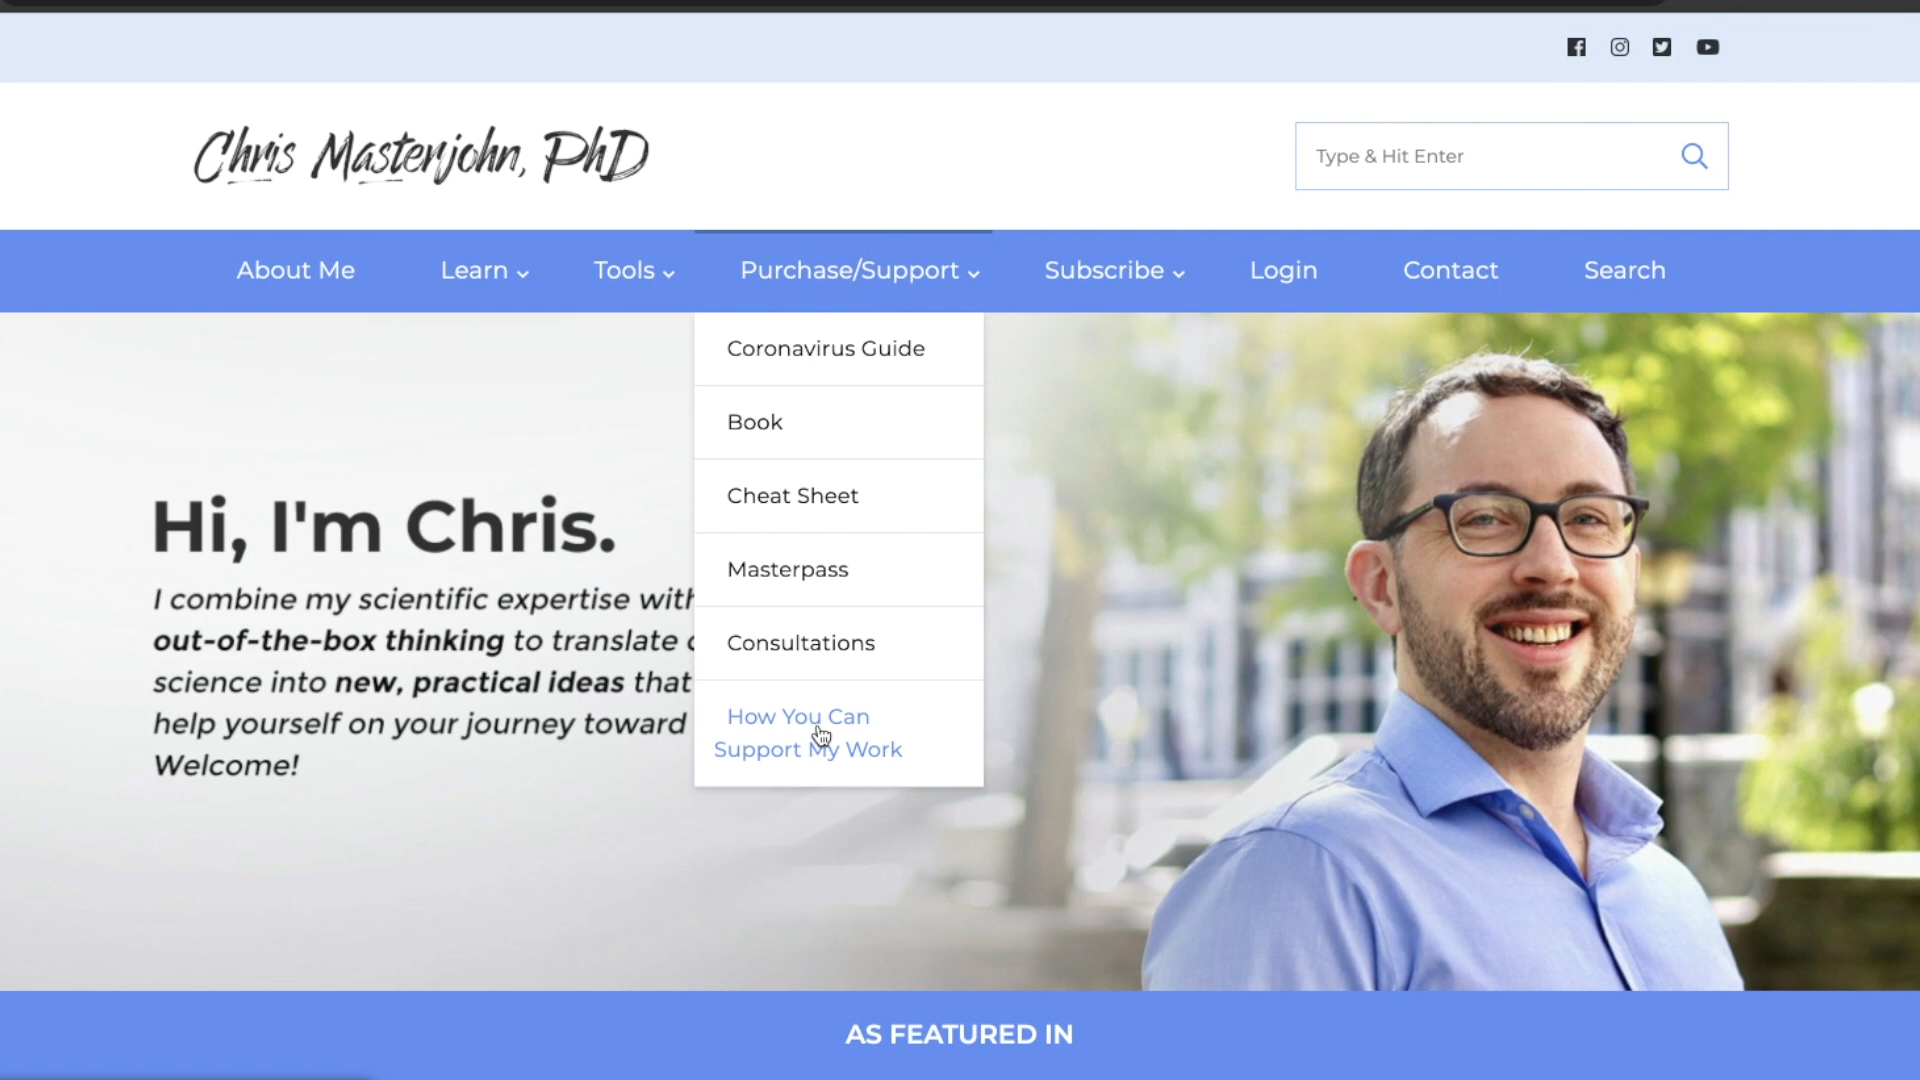 Chris Masterjohn, PhD
Type & Hit Enter
About Me Learn Tools Purchase/Support Subscribe Login Contact Search
Coronavirus Guide
Book
Cheat Sheet
Masterpass
Consultations
How You Can
Support My Work
Hi, I'm Chris.
I combine my scientific expertise with
out-of-the-box thinking to translate
science into new, practical ideas that
help yourself on your journey toward
Welcome!
AS FEATURED IN